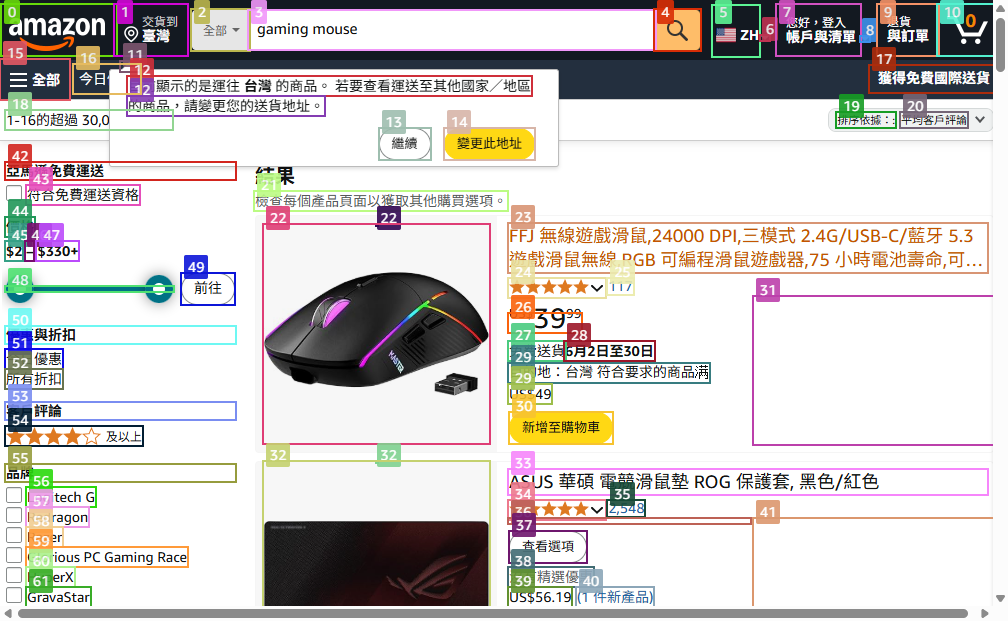 amazon
交貨到
臺灣
全部
gaming mouse
ZH
您好，登入
帳戶與清單
退貨
與訂單
0
全部
今日
獲得免費國際送貨
顯示的是運往 台灣 的商品。 若要查看運送至其他國家／地區
的商品，請變更您的送貨地址。
繼續
變更此地址
1-16的超過 30,0
排序依據：
平均客戶評論
結果
檢查每個產品頁面以獲取其他購買選項。
亞馬遜免費運送
符合免費運送資格
$2
–
$330+
前往
與折扣
優惠
所有折扣
評論
及以上
品牌
tech G
ragon
er
orious PC Gaming Race
erX
GravaStar
FFJ 無線遊戲滑鼠,24000 DPI,三模式 2.4G/USB-C/藍牙 5.3
遊戲滑鼠無線,RGB 可編程滑鼠遊戲器,75 小時電池壽命,可…
117
39⁹⁹
送貨
6月2日至30日
地：台灣 符合要求的商品滿
US$49
新增至購物車
MASTER
ASUS 華碩 電競滑鼠墊 ROG 保護套, 黑色/紅色
2,548
查看選項
精選優
US$56.19
(1 件新產品)